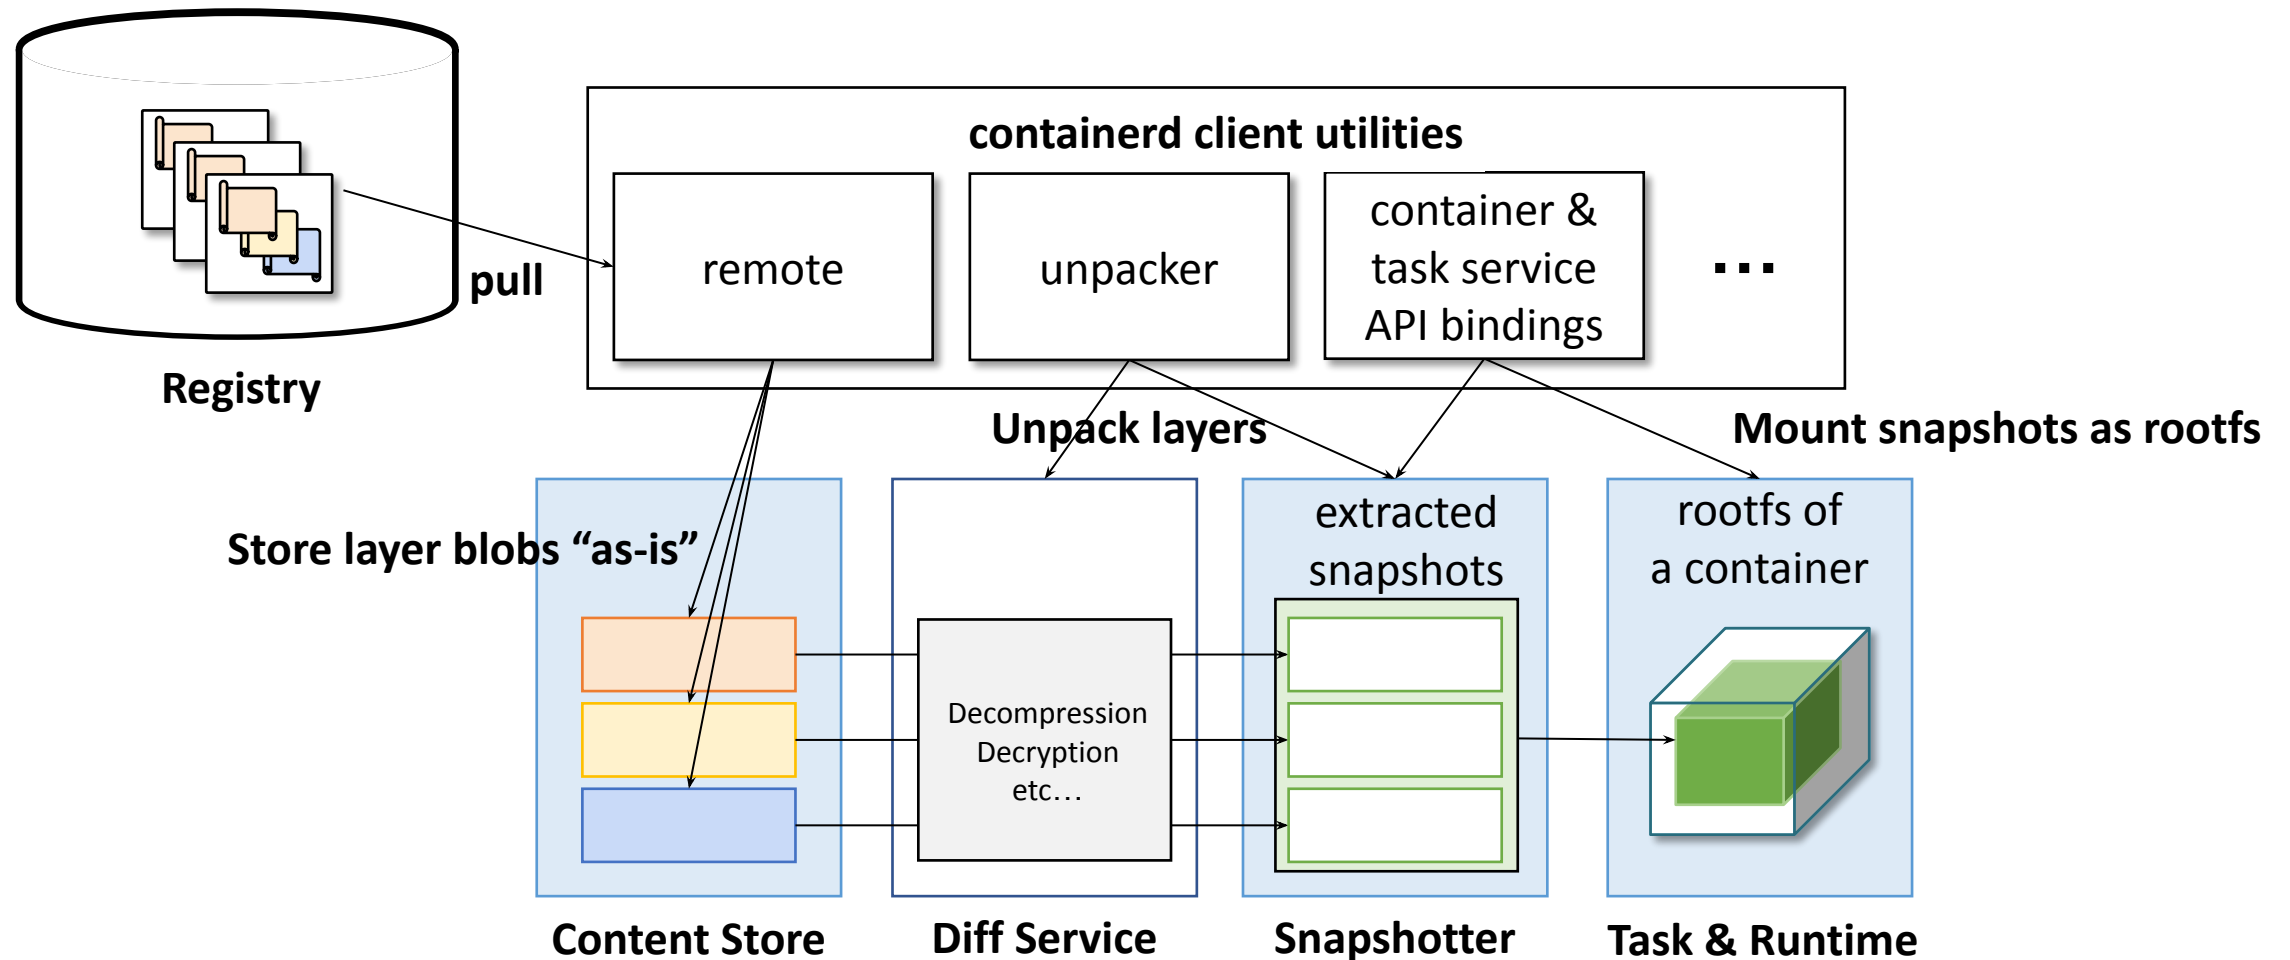 containerd client utilities
remote
unpacker
container &
task service
API bindings
...
pull
Registry
Unpack layers
Mount snapshots as rootfs
Store layer blobs “as-is”
extracted
snapshots
rootfs of
a container
Decompression
Decryption
etc...
Content Store
Diff Service
Snapshotter
Task & Runtime